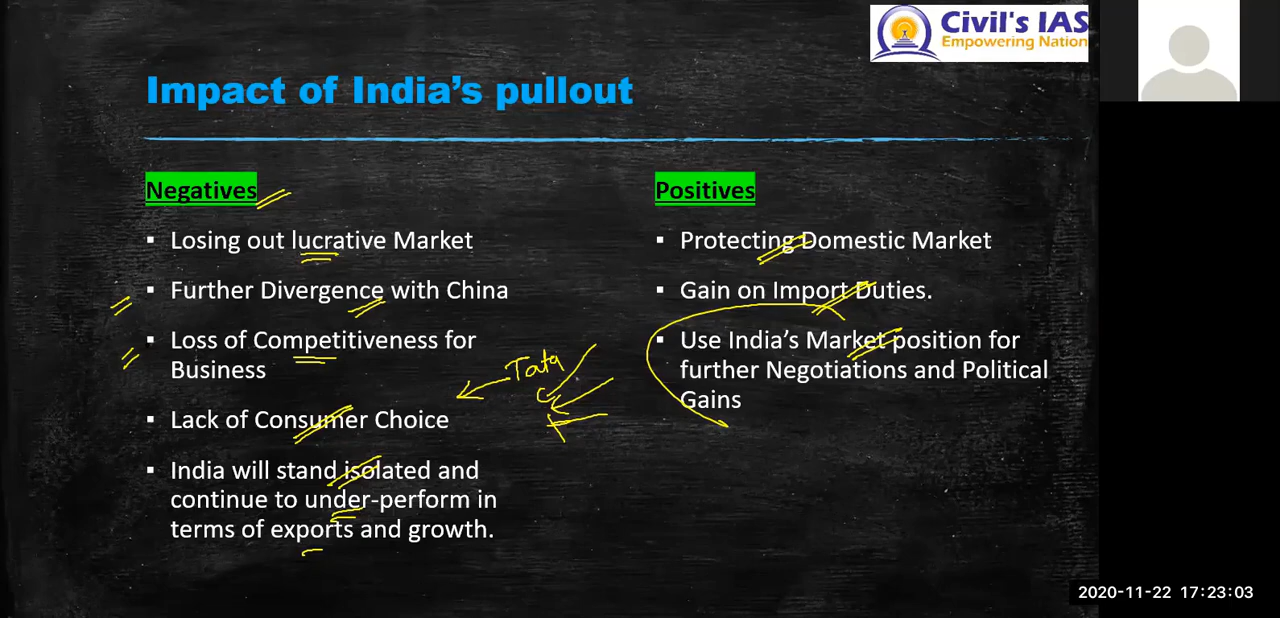 Civil's IAS
Empowering Nation
Impact of India's pullout
Negatives
▪ Losing out lucrative Market
▪ Further Divergence with China
▪ Loss of Competitiveness for
Business
▪ Lack of Consumer Choice
▪ India will stand isolated and
continue to under-perform in
terms of exports and growth.
Tata
Positives
▪ Protecting Domestic Market
▪ Gain on Import Duties.
▪ Use India's Market position for
further Negotiations and Political
Gains
2020-11-22 17:23:03